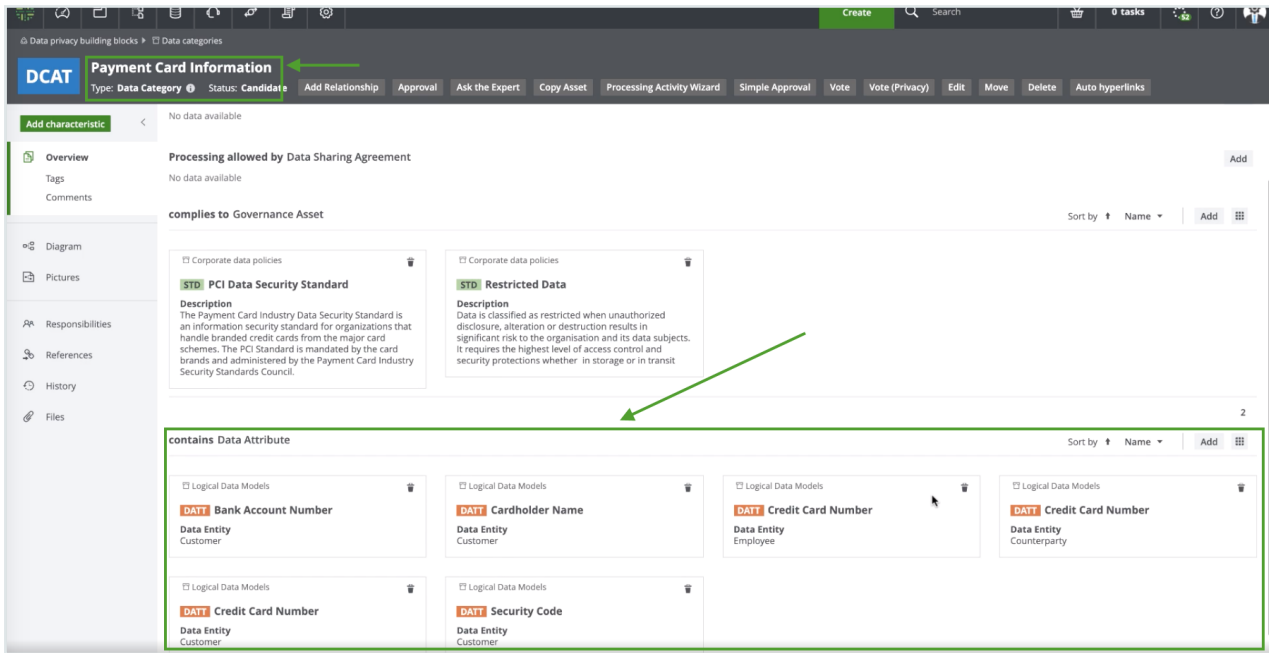 Create
Search
0 tasks
52
Data privacy building blocks
Data categories
DCAT
Payment Card Information
Type: Data Category
Status: Candidate
Add Relationship
Approval
Ask the Expert
Copy Asset
Processing Activity Wizard
Simple Approval
Vote
Vote (Privacy)
Edit
Move
Delete
Auto hyperlinks
Add characteristic
Overview
Tags
Comments
Diagram
Pictures
Responsibilities
References
History
Files
No data available
Processing allowed by Data Sharing Agreement
Add
No data available
complies to Governance Asset
Sort by
Name
Add
Corporate data policies
STD PCI Data Security Standard
Description
The Payment Card Industry Data Security Standard is
an information security standard for organizations that
handle branded credit cards from the major card
schemes. The PCI Standard is mandated by the card
brands and administered by the Payment Card Industry
Security Standards Council.
Corporate data policies
STD Restricted Data
Description
Data is classified as restricted when unauthorized
disclosure, alteration or destruction results in
significant risk to the organisation and its data subjects.
It requires the highest level of access control and
security protections whether in storage or in transit
2
contains Data Attribute
Sort by
Name
Add
Logical Data Models
DATT Bank Account Number
Data Entity
Customer
Logical Data Models
DATT Cardholder Name
Data Entity
Customer
Logical Data Models
DATT Credit Card Number
Data Entity
Employee
Logical Data Models
DATT Credit Card Number
Data Entity
Counterparty
Logical Data Models
DATT Credit Card Number
Data Entity
Customer
Logical Data Models
DATT Security Code
Data Entity
Customer